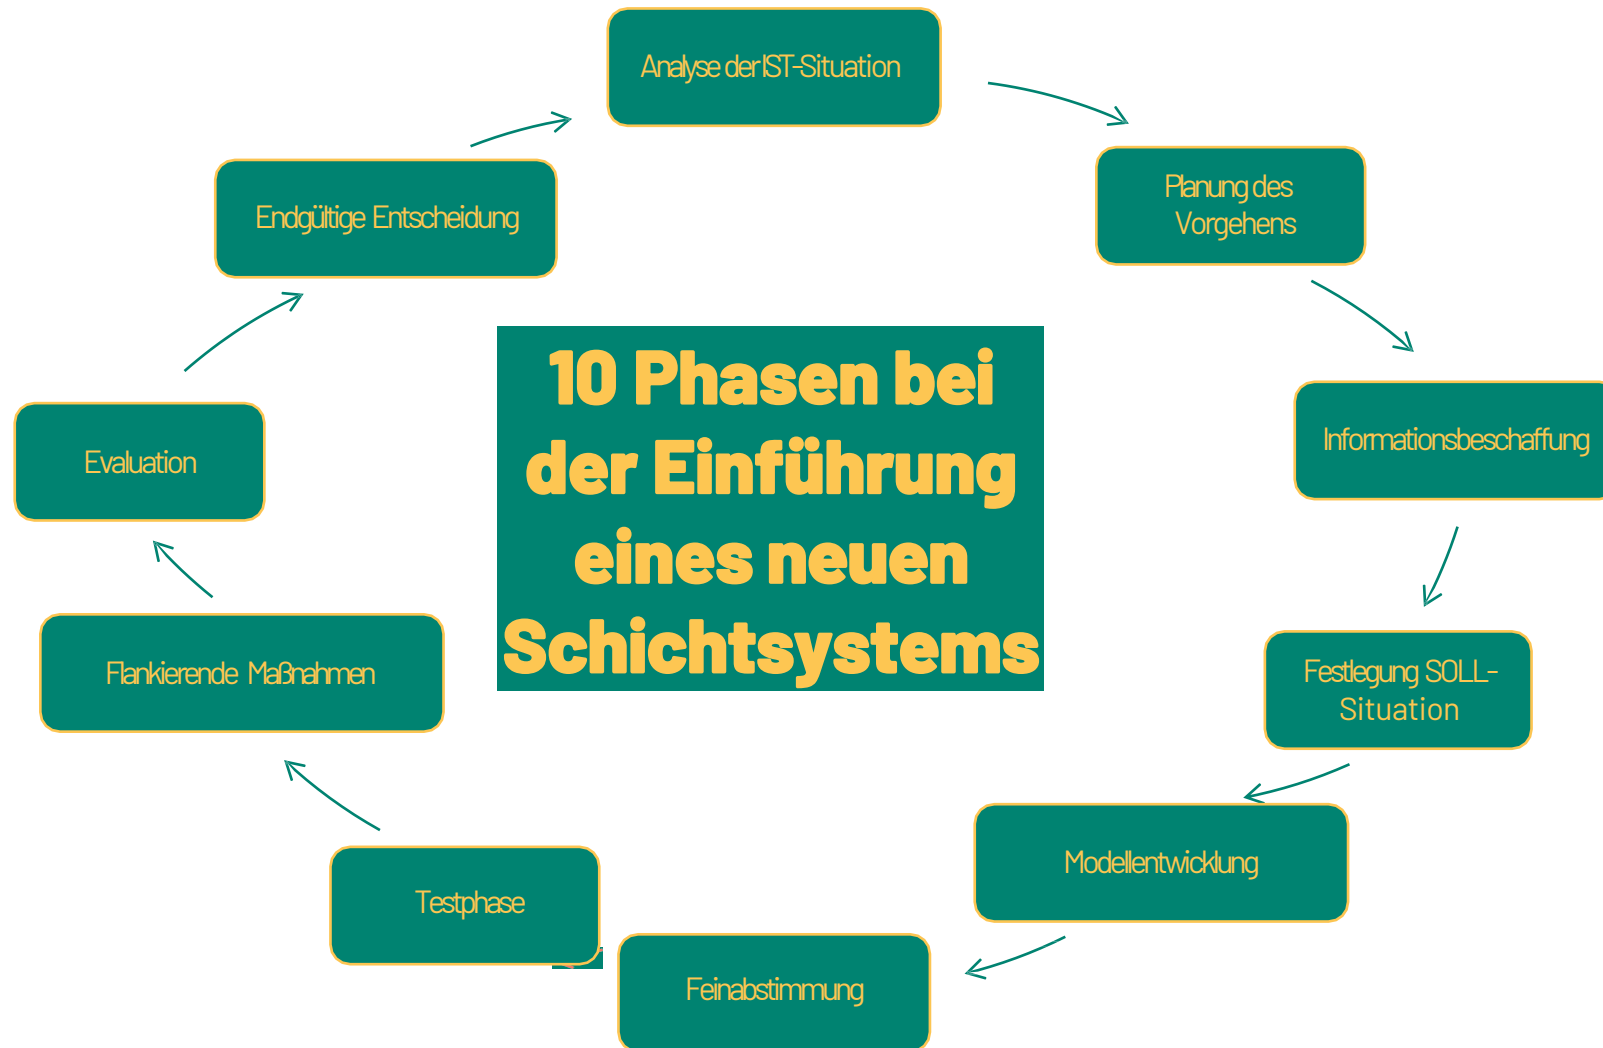 Analyse der IST-Situation
Planung des
Vorgehens
Informationsbeschaffung
Festlegung SOLL-
Situation
Modellentwicklung
Feinabstimmung
Testphase
Flankierende Maßnahmen
Evaluation
Endgültige Entscheidung
10 Phasen bei
der Einführung
eines neuen
Schichtsystems